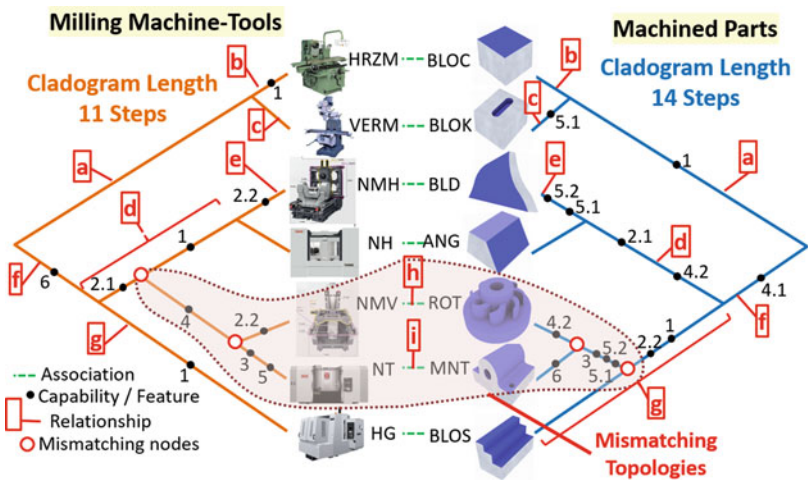 Milling Machine-Tools
Machined Parts
Cladogram Length
11 Steps
Cladogram Length
14 Steps
HRZM BLOC
VERM BLOK
NMH BLD
NH ANG
NMV ROT
NT MNT
HG BLOS
b
1
c
a
e
2.2
d
1
f
6
2.1
g
4
2.2
3
5
1
h
i
b
c
5.1
1
a
e
5.2
5.1
2.1
d
4.2
4.1
f
1
2.2
4.2
3
5.2
5.1
6
g
Association
Capability / Feature
Relationship
Mismatching nodes
Mismatching
Topologies